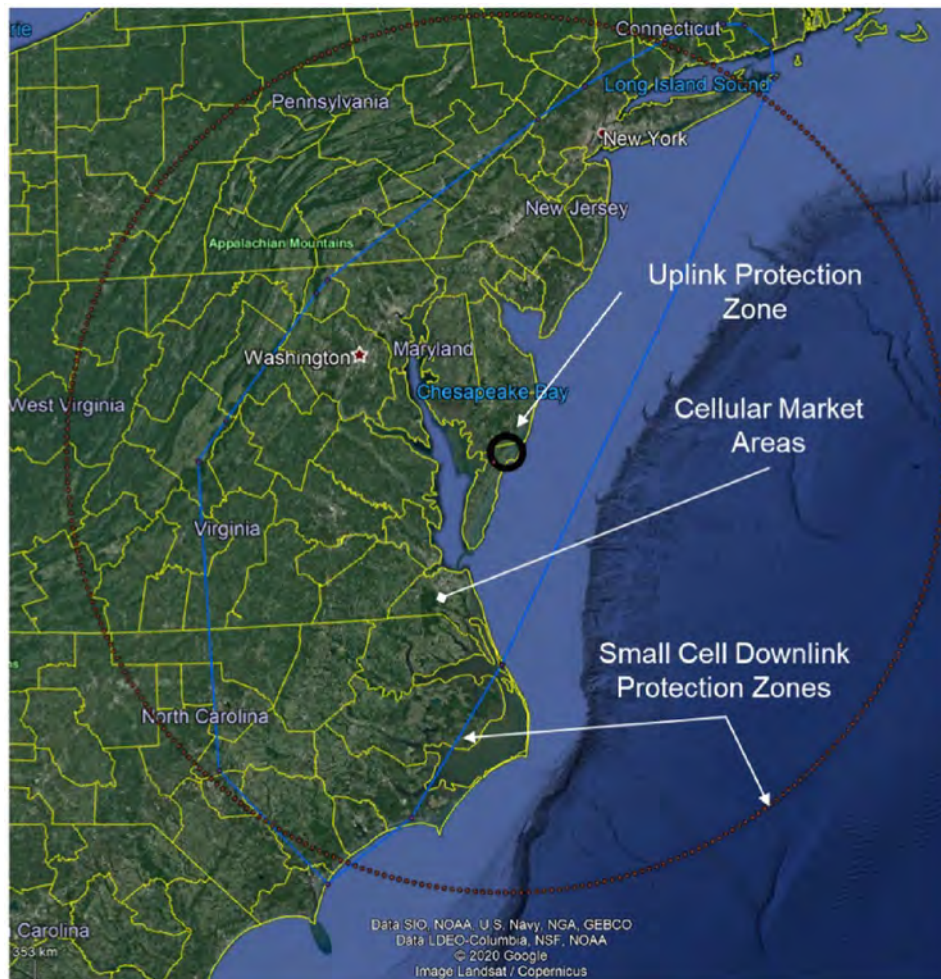 rie
Connecticut
Long Island Sound
Pennsylvania
New York
New Jersey
Appalachian Mountains
Uplink Protection
Zone
Washington
Maryland
Chesapeake Bay
West Virginia
Cellular Market
Areas
Virginia
Small Cell Downlink
Protection Zones
North Carolina
Data SIO, NOAA, U.S. Navy, NGA, GEBCO
Carolina
Data LDEO-Columbia, NSF, NOAA
353 km
© 2020 Google
Image Landsat / Copernicus